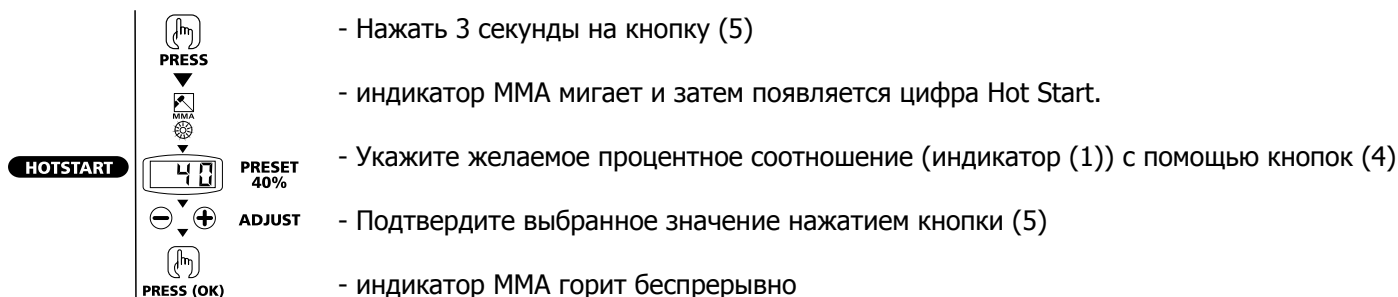 PRESS
- Нажать 3 секунды на кнопку (5)
MMA
- индикатор ММА мигает и затем появляется цифра Hot Start.
HOTSTART
40
PRESET
40%
- Укажите желаемое процентное соотношение (индикатор (1)) с помощью кнопок (4)
ADJUST
- Подтвердите выбранное значение нажатием кнопки (5)
PRESS (OK)
- индикатор ММА горит беспрерывно